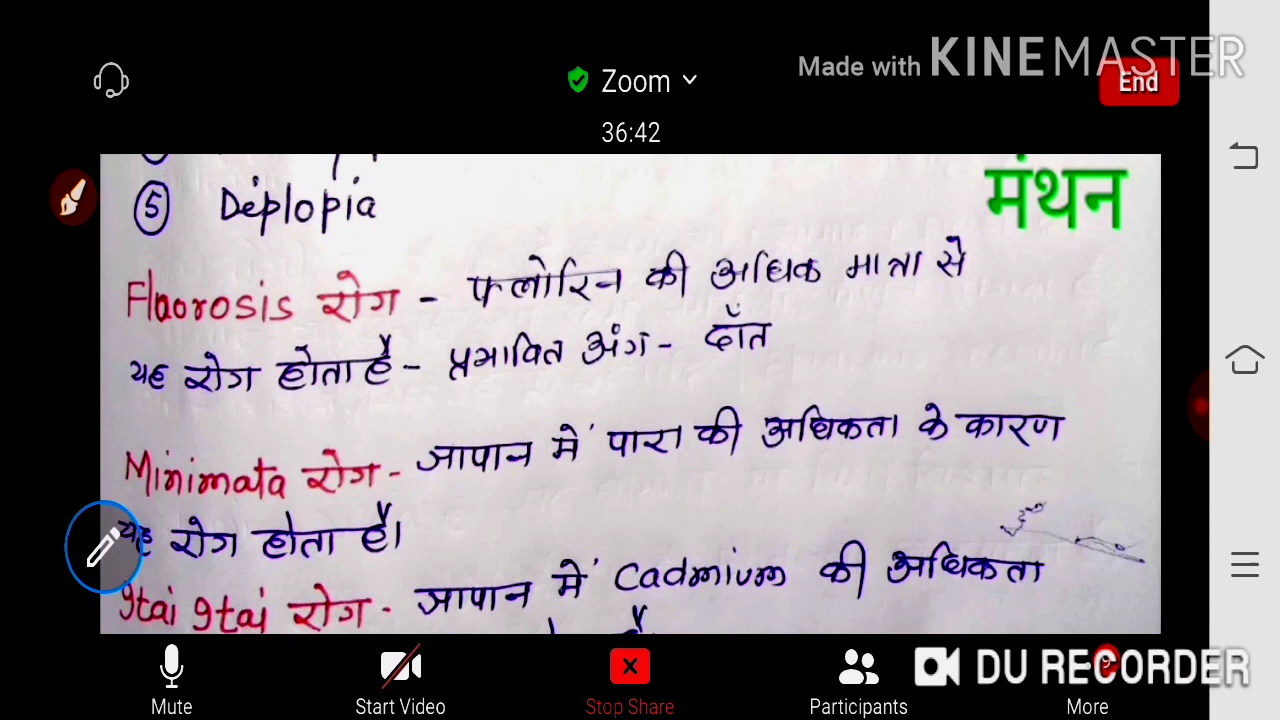 Made with KINEMASTER
Zoom
End
36:42
मंथन
5 Deplopia
Flaorosis रोग - फ्लोरिन की अधिक मात्रा से
यह रोग होता है - प्रभावित अंग - दाँत
Minimata रोग - जापान में पारा की अधिकता के कारण
यह रोग होता है।
Itai Itai रोग - जापान में Cadmium की अधिकता
Mute
Start Video
Stop Share
Participants
More
DU RECORDER